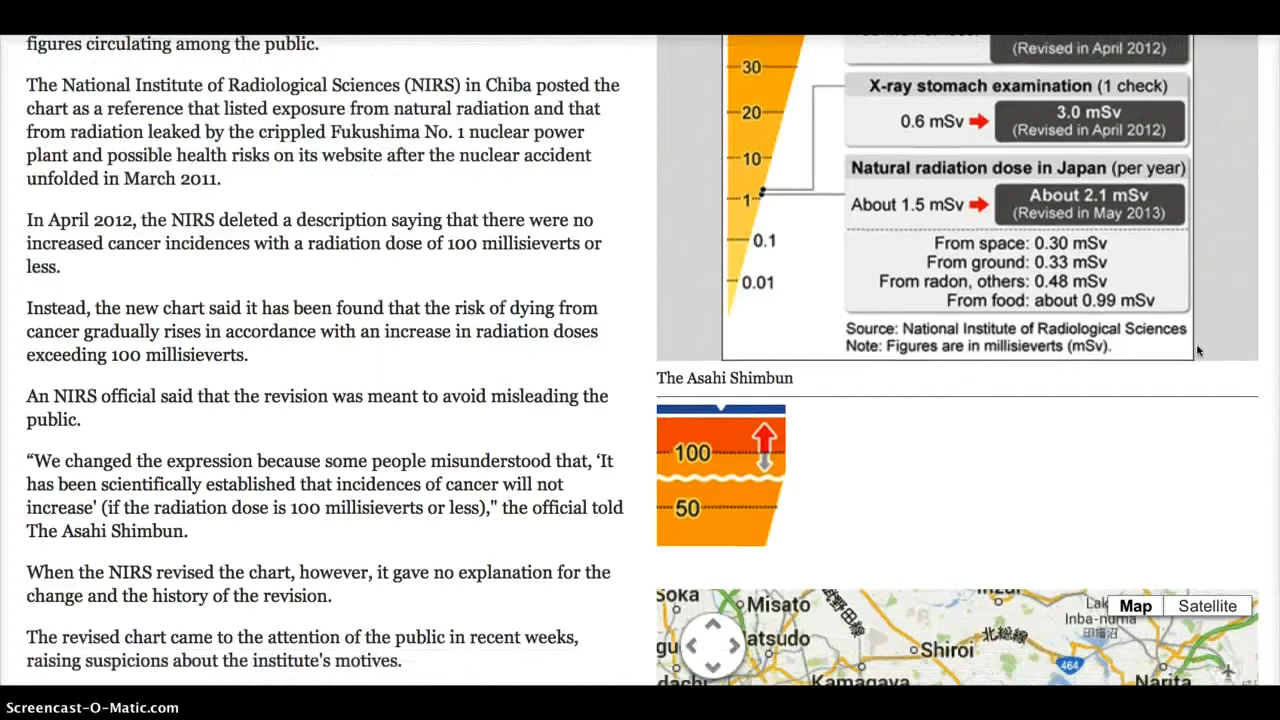 figures circulating among the public.
The National Institute of Radiological Sciences (NIRS) in Chiba posted the
chart as a reference that listed exposure from natural radiation and that
from radiation leaked by the crippled Fukushima No. 1 nuclear power
plant and possible health risks on its website after the nuclear accident
unfolded in March 2011.
In April 2012, the NIRS deleted a description saying that there were no
increased cancer incidences with a radiation dose of 100 millisieverts or
less.
Instead, the new chart said it has been found that the risk of dying from
cancer gradually rises in accordance with an increase in radiation doses
exceeding 100 millisieverts.
An NIRS official said that the revision was meant to avoid misleading the
public.
“We changed the expression because some people misunderstood that, ‘It
has been scientifically established that incidences of cancer will not
increase' (if the radiation dose is 100 millisieverts or less)," the official told
The Asahi Shimbun.
When the NIRS revised the chart, however, it gave no explanation for the
change and the history of the revision.
The revised chart came to the attention of the public in recent weeks,
raising suspicions about the institute's motives.
(Revised in April 2012)
30
X-ray stomach examination (1 check)
20
0.6 mSv
3.0 mSv
(Revised in April 2012)
10
Natural radiation dose in Japan (per year)
1
About 1.5 mSv
About 2.1 mSv
(Revised in May 2013)
0.1
From space: 0.30 mSv
From ground: 0.33 mSv
0.01
From radon, others: 0.48 mSv
From food: about 0.99 mSv
Source: National Institute of Radiological Sciences
Note: Figures are in millisieverts (mSv).
The Asahi Shimbun
100
50
Soka
Misato
武野田線
Inzai
Map
Satellite
Inba-numa
印旛沼
atsudo
Shiroi
北総線
464
Kamagaya
Narita
Screencast-O-Matic.com